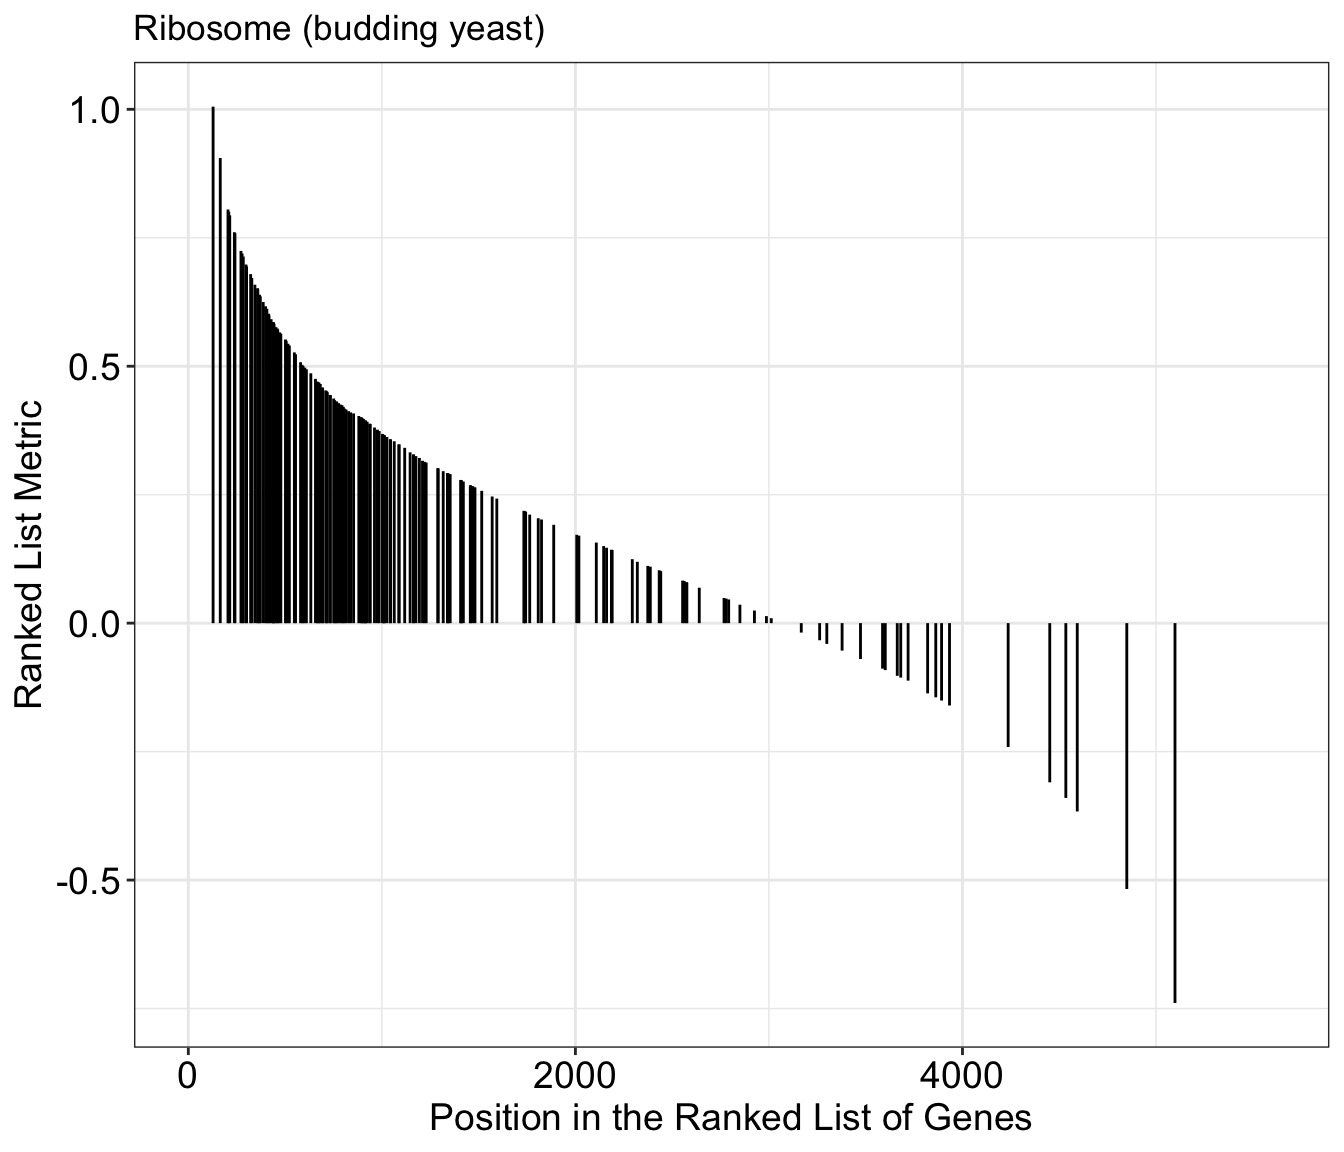 Ribosome (budding yeast)
1.0
0.5
0.0
-0.5
Ranked List Metric
0 2000 4000
Position in the Ranked List of Genes